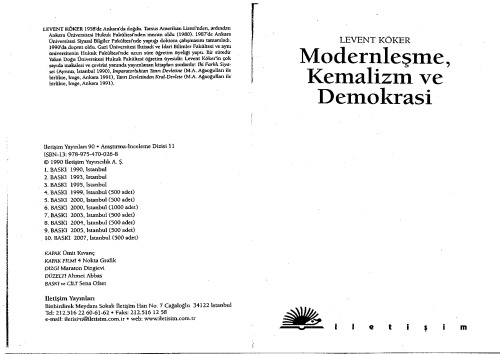 LEVENT KÖKER 1958'de Ankara'da doğdu. Tarsus Amerikan Lisesi'nden, ardından
Ankara Üniversitesi Hukuk Fakültesi'nden mezun oldu (1980). 1987'de Ankara
Üniversitesi Siyasal Bilgiler Fakültesi'nde yaptığı doktora çalışmasını tamamladı.
1990'da doçent oldu. Gazi Üniversitesi İktisadi ve İdari Bilimler Fakültesi ve aynı
üniversitenin Hukuk Fakültesi'nde uzun süre öğretim üyeliği yaptı. Bir süredir
Yakın Doğu Üniversitesi Hukuk Fakültesi öğretim üyesidir. Levent Köker'in çok
sayıda makalesi ve çevirisi yanında yayımlanan kitapları şunlardır: İki Farklı Siya-
set (Ayrıntı, İstanbul 1990), İmparatorluktan Tanrı Devletine (M.A. Ağaoğulları ile
birlikte, İmge, Ankara 1991), Tanrı Devletinden Kral-Devlete (M.A. Ağaoğulları ile
birlikte, İmge, Ankara 1991).
İletişim Yayınları 90 • Araştırma-İnceleme Dizisi 11
ISBN-13: 978-975-470-026-8
© 1990 İletişim Yayıncılık A. Ş.
1. BASKI 1990, İstanbul
2. BASKI 1993, İstanbul
3. BASKI 1995, İstanbul
4. BASKI 1999, İstanbul (500 adet)
5. BASKI 2000, İstanbul (500 adet)
6. BASKI 2000, İstanbul (1000 adet)
7. BASKI 2003, İstanbul (500 adet)
8. BASKI 2004, İstanbul (500 adet)
9. BASKI 2005, İstanbul (500 adet)
10. BASKI 2007, İstanbul (500 adet)
KAPAK Ümit Kıvanç
KAPAK FİLMİ 4 Nokta Grafik
DİZGİ Maraton Dizgievi
DÜZELTİ Ahmet Abbas
BASKI ve CİLT Sena Ofset
İletişim Yayınları
Binbirdirek Meydanı Sokak İletişim Han No. 7 Cağaloğlu 34122 İstanbul
Tel: 212.516 22 60-61-62 • Faks: 212.516 12 58
e-mail: iletisim@iletisim.com.tr • web: www.iletisim.com.tr
LEVENT KÖKER
Modernleşme,
Kemalizm ve
Demokrasi
iletişim